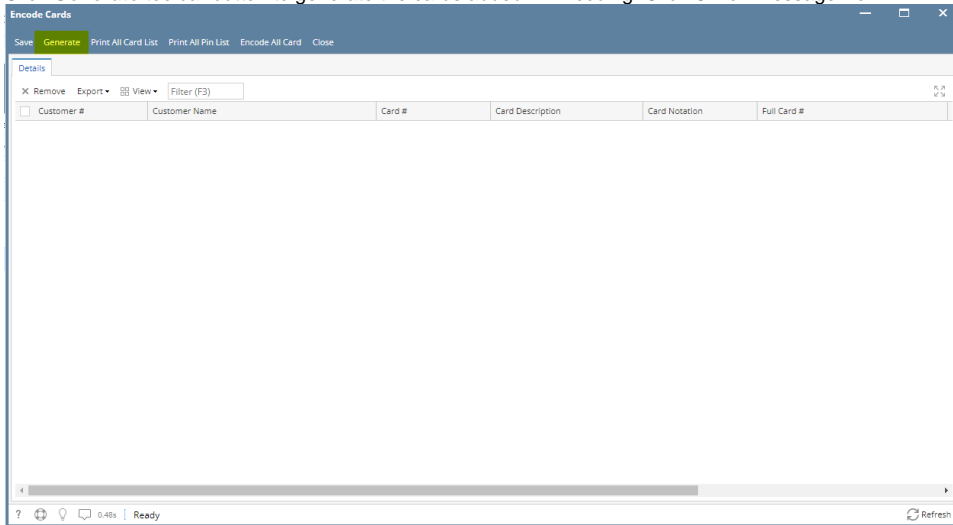 Encode Cards
Save Generate Print All Card List Print All Pin List Encode All Card Close
Details
Remove Export View Filter (F3)
Customer # Customer Name Card # Card Description Card Notation Full Card #
? 0.48s Ready Refresh